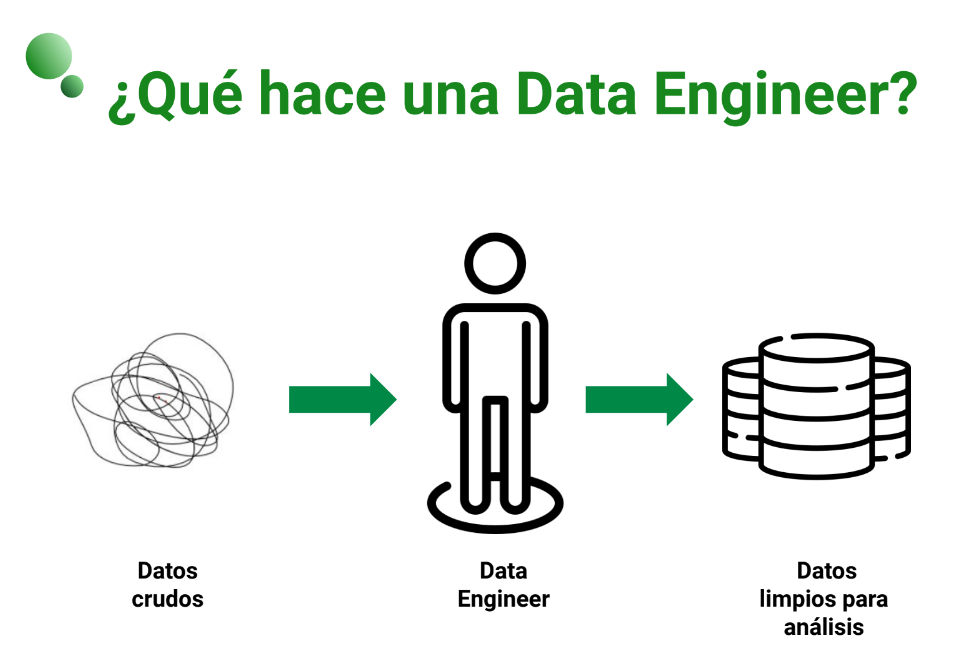 ¿Qué hace una Data Engineer?
Datos
crudos
Data
Engineer
Datos
limpios para
análisis